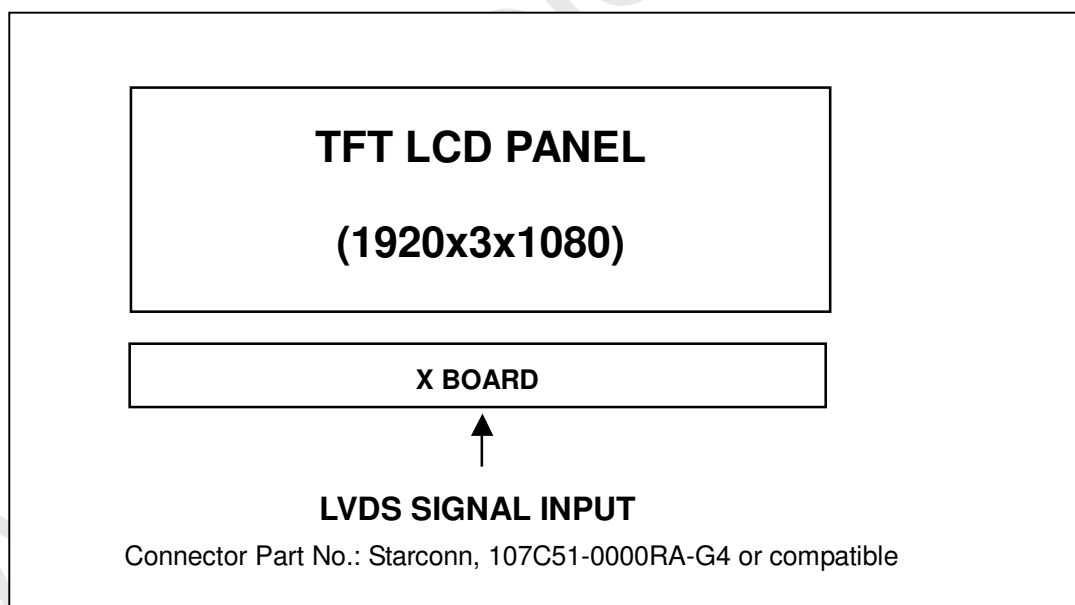 TFT LCD PANEL
(1920x3x1080)
X BOARD
LVDS SIGNAL INPUT
Connector Part No.: Starconn, 107C51-0000RA-G4 or compatible